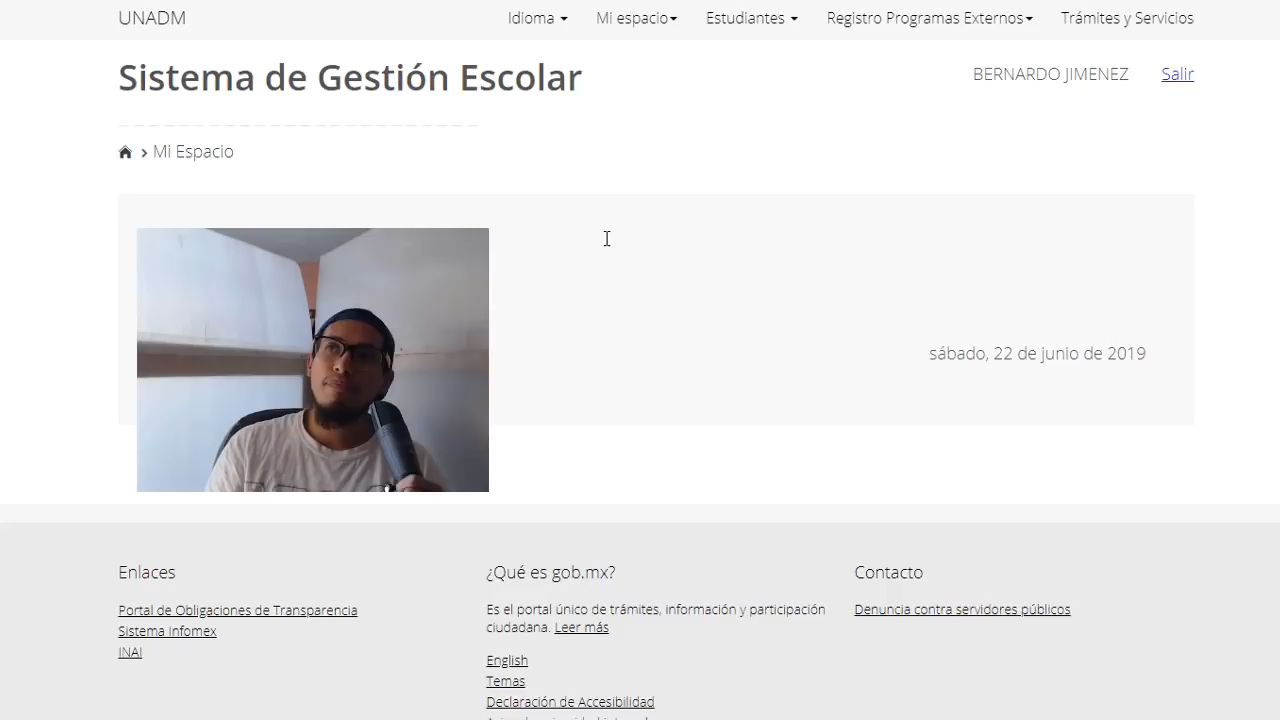 UNADM Idioma Mi espacio Estudiantes Registro Programas Externos Trámites y Servicios
Sistema de Gestión Escolar
BERNARDO JIMENEZ Salir
Mi Espacio
sábado, 22 de junio de 2019
Enlaces
Portal de Obligaciones de Transparencia
Sistema Infomex
INAI
¿Qué es gob.mx?
Es el portal único de trámites, información y participación
ciudadana. Leer más
English
Temas
Declaración de Accesibilidad
Contacto
Denuncia contra servidores públicos